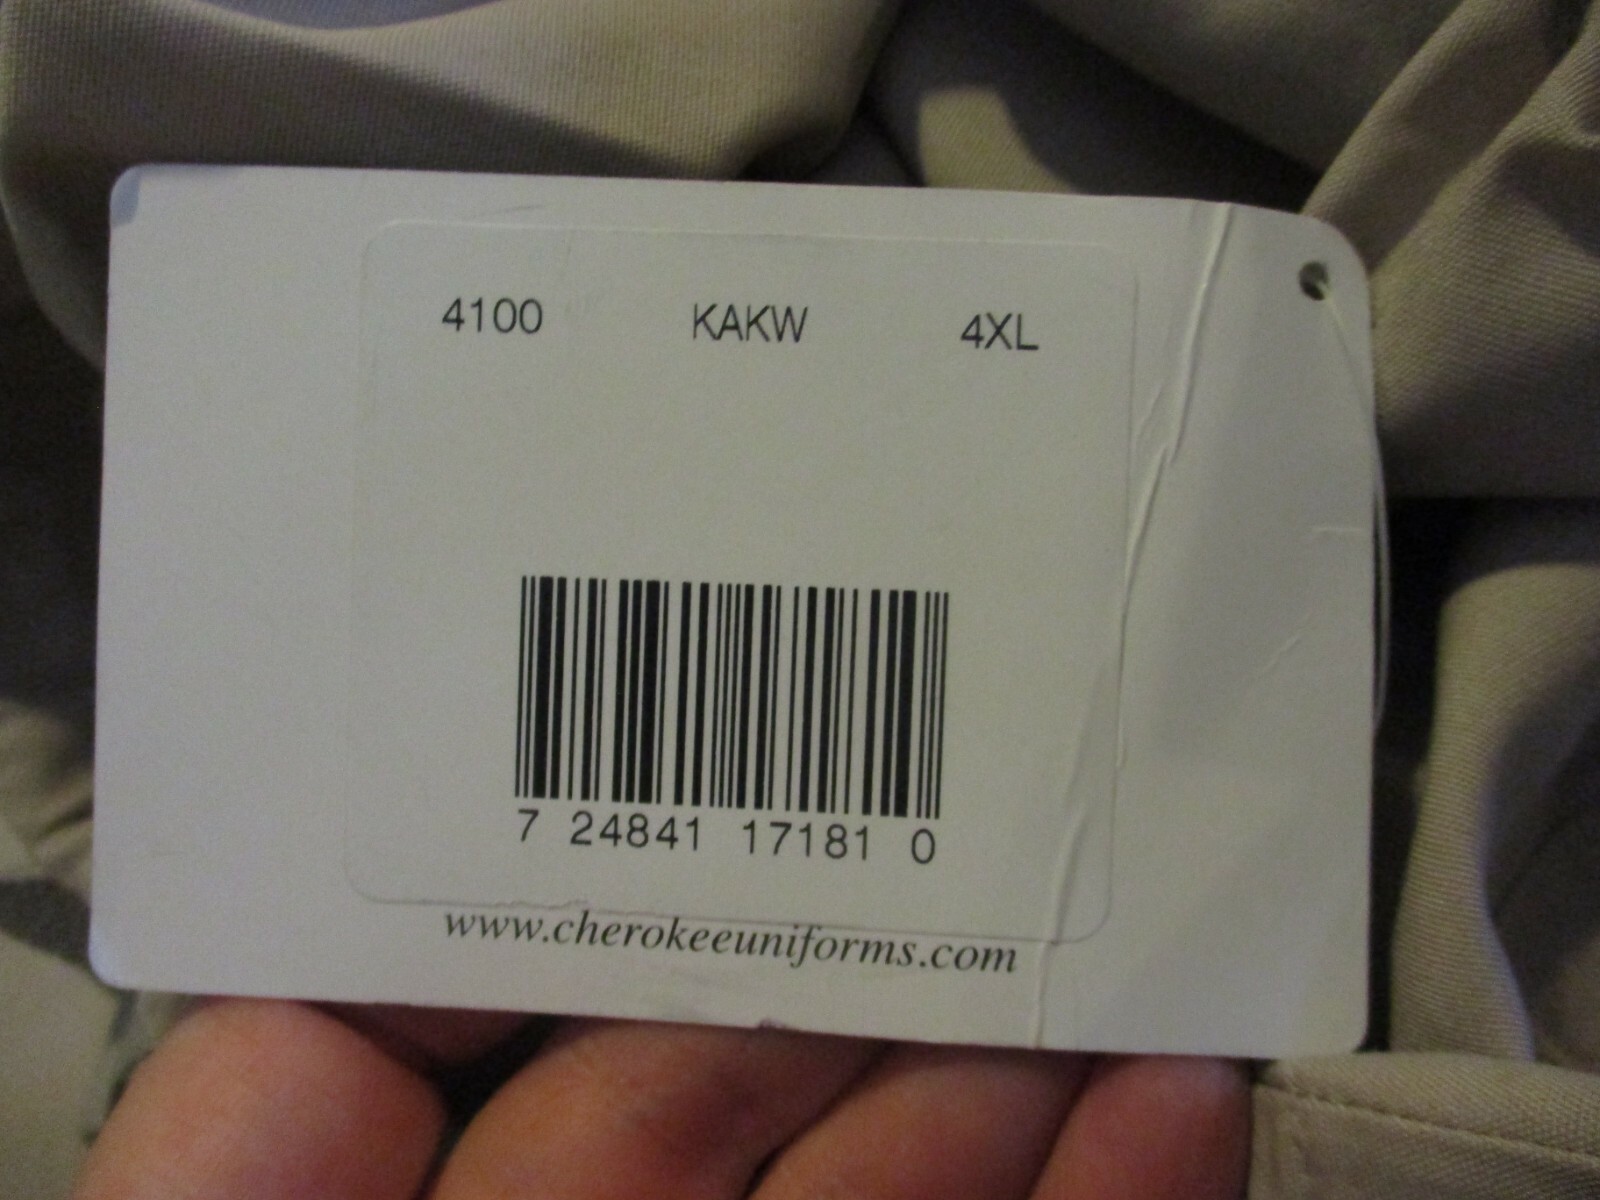 4100 KAKW 4XL
7 24841 17181 0
www.cherokeeuniforms.com